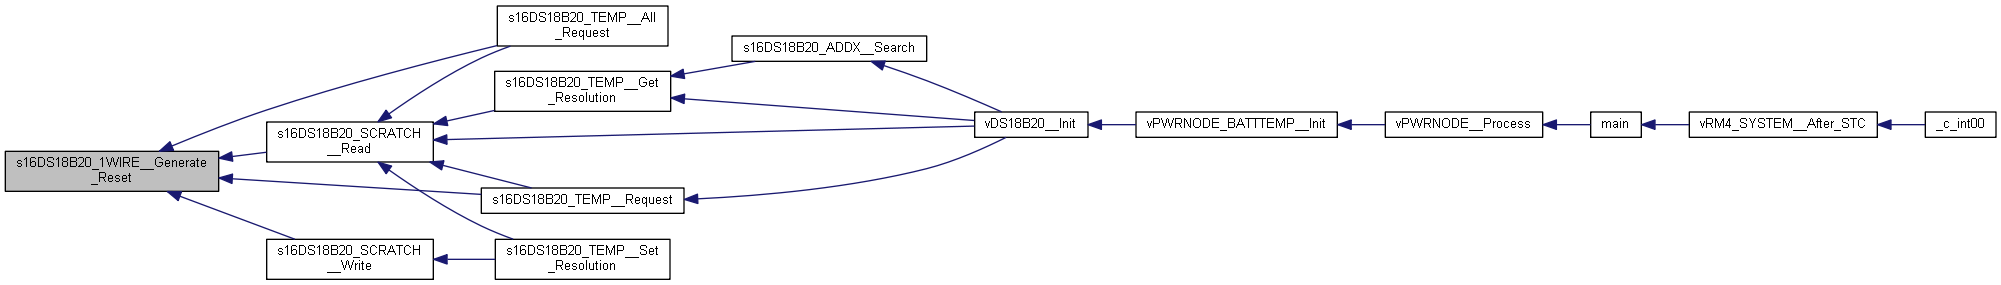 s16DS18B20_TEMP__All
_Request
s16DS18B20_ADDX__Search
s16DS18B20_TEMP__Get
_Resolution
s16DS18B20_SCRATCH
__Read
vDS18B20__Init
vPWRNODE_BATTTEMP__Init
vPWRNODE__Process
main
vRM4_SYSTEM__After_STC
_c_int00
s16DS18B20_1WIRE__Generate
_Reset
s16DS18B20_TEMP__Request
s16DS18B20_SCRATCH
__Write
s16DS18B20_TEMP__Set
_Resolution